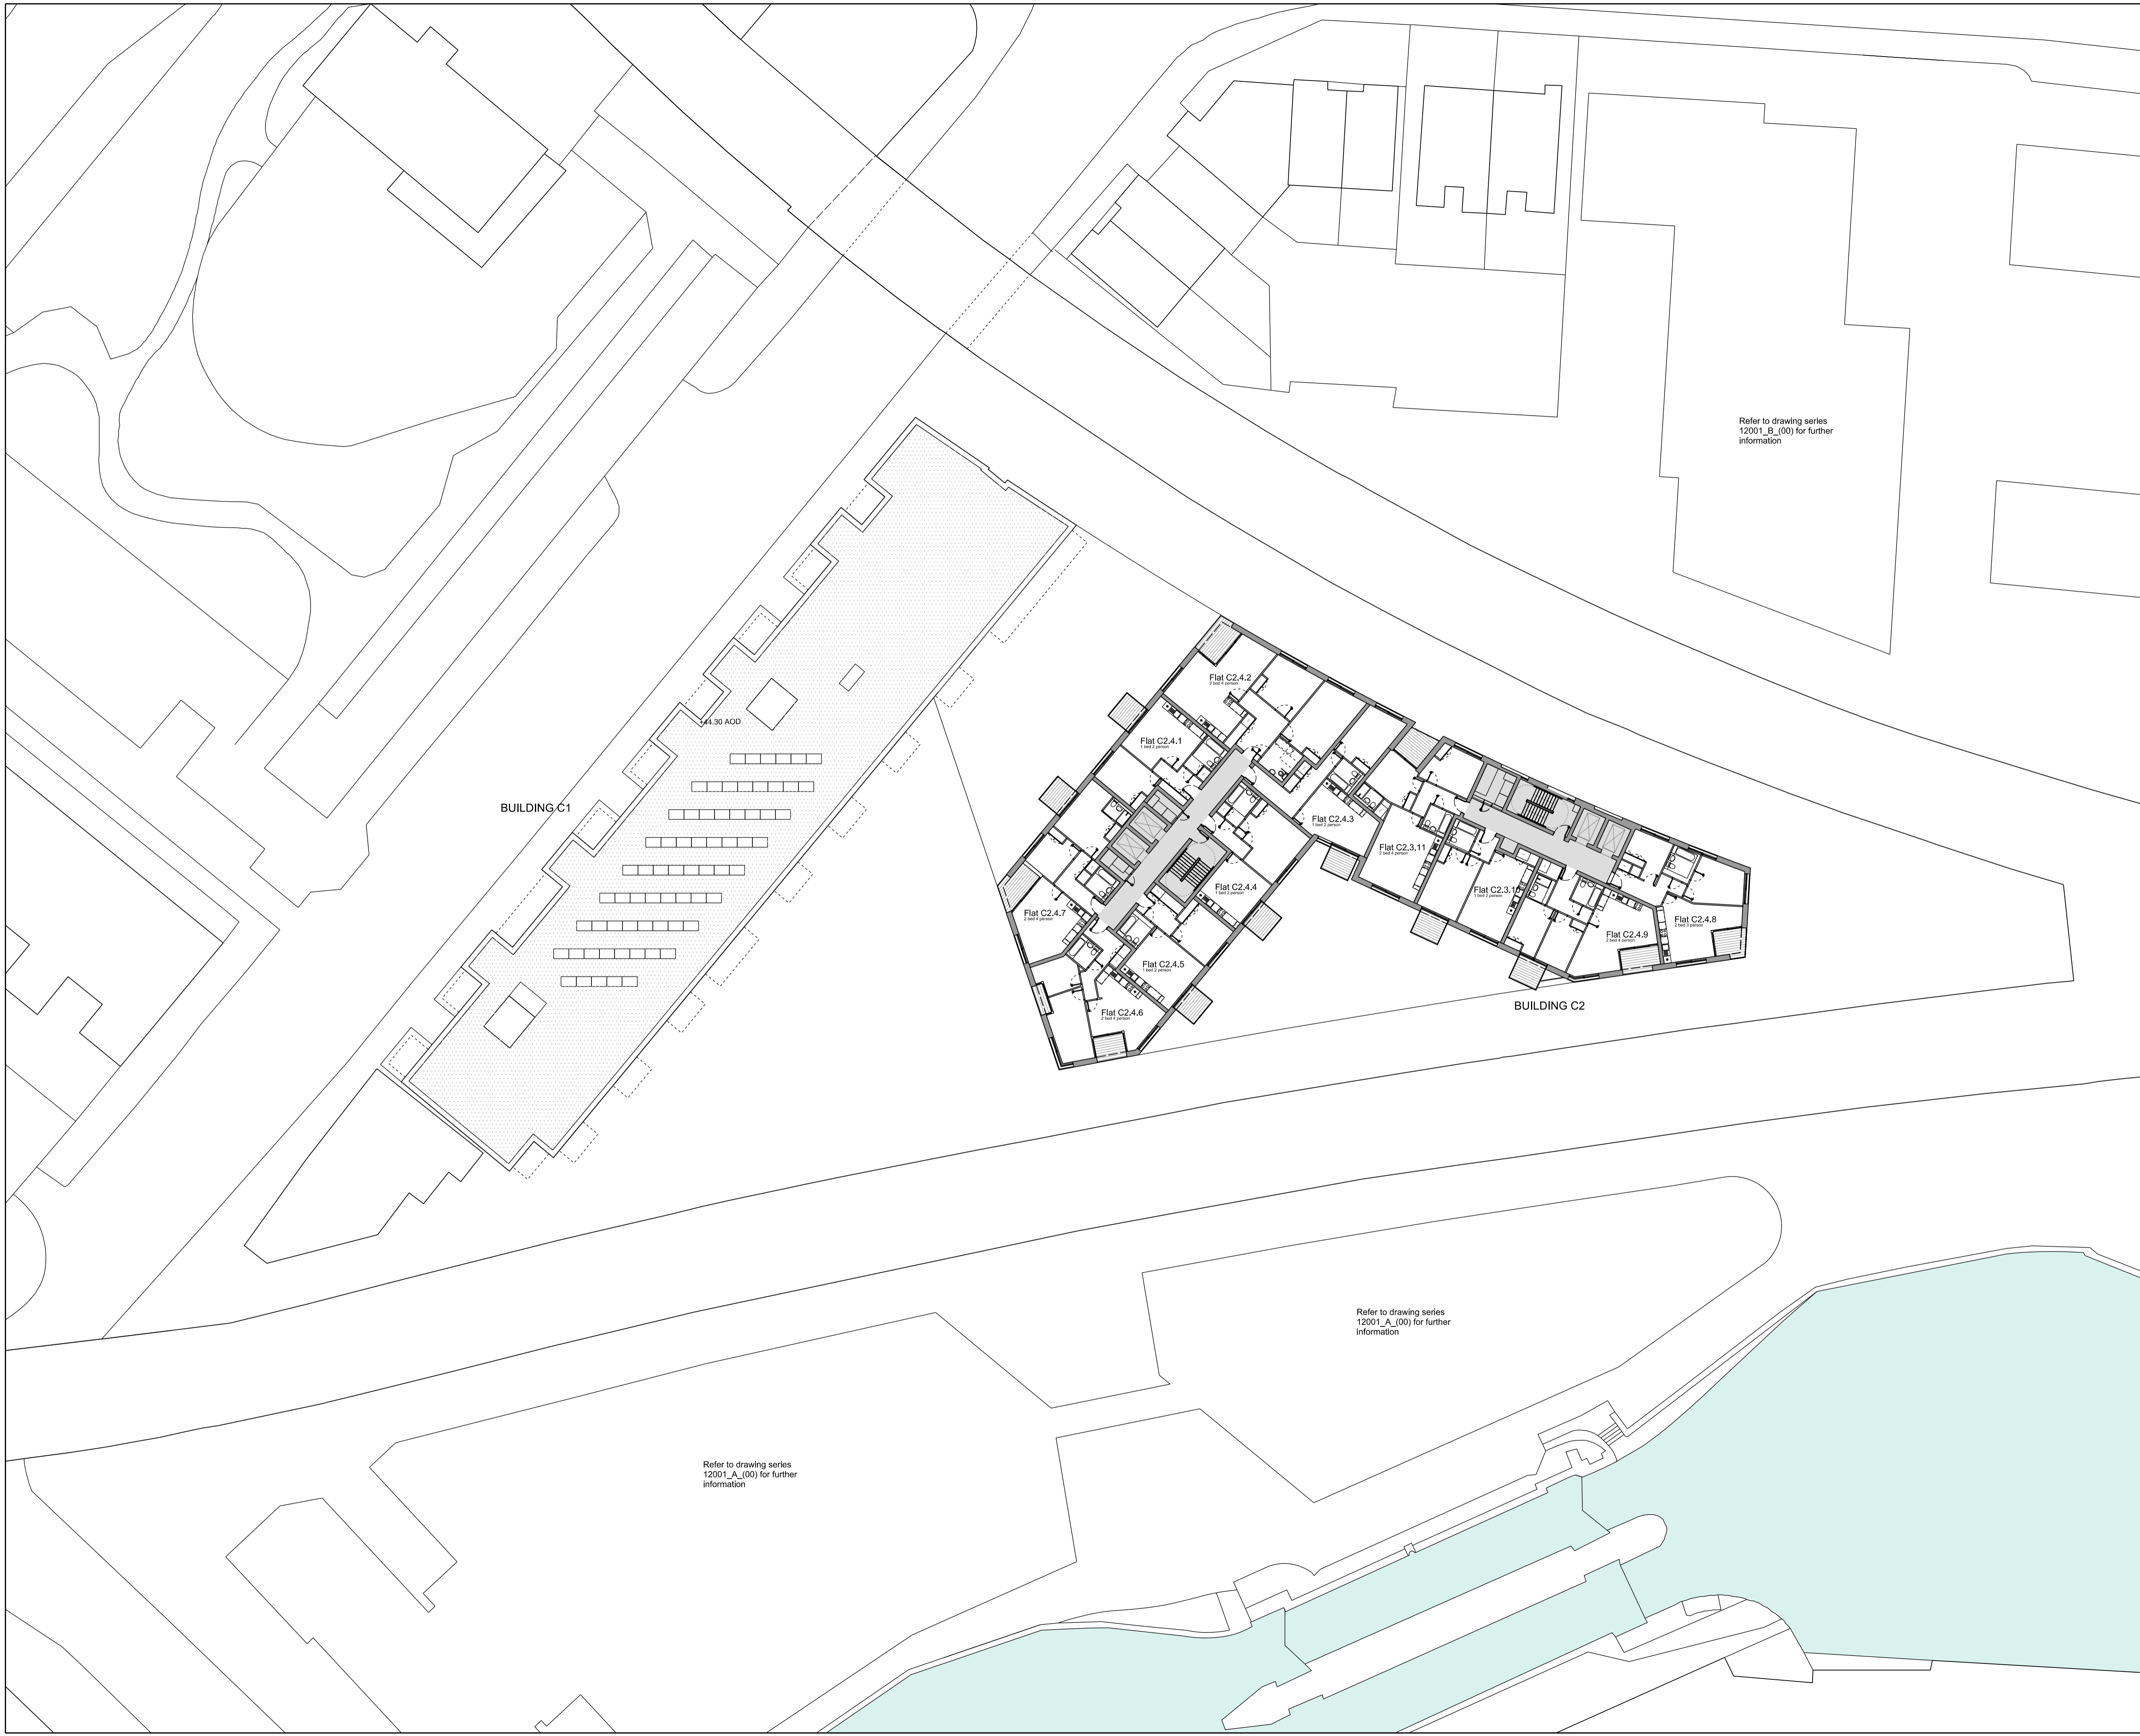 Refer to drawing series
12001_B_(00) for further
information
Flat C2.4.2
2 bed 4 person
+44.30 AOD
Flat C2.4.1
1 bed 2 person
BUILDING C1
Flat C2.4.3
1 bed 2 person
Flat C2.3.11
2 bed 4 person
Flat C2.4.4
1 bed 2 person
Flat C2.3.10
1 bed 2 person
Flat C2.4.7
2 bed 4 person
Flat C2.4.8
2 bed 3 person
Flat C2.4.9
2 bed 4 person
Flat C2.4.5
1 bed 2 person
Flat C2.4.6
2 bed 4 person
BUILDING C2
Refer to drawing series
12001_A_(00) for further
information
Refer to drawing series
12001_A_(00) for further
information